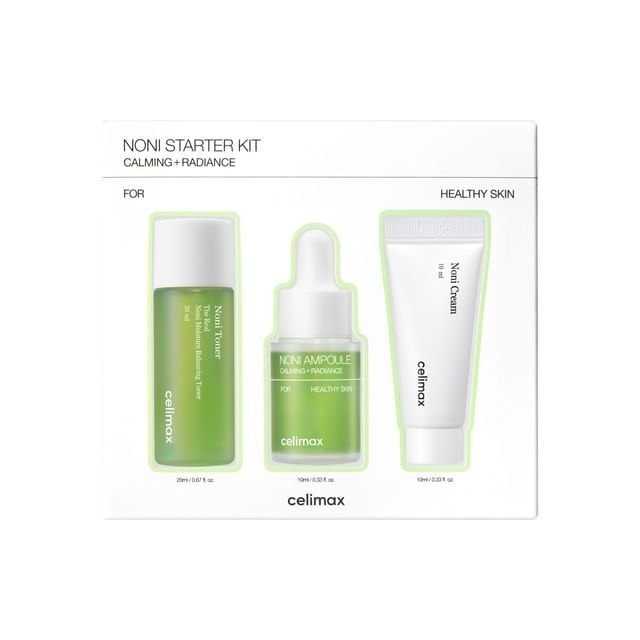 NONI STARTER KIT
CALMING + RADIANCE
FOR HEALTHY SKIN
Noni Toner
The Real
Noni Moisture Balancing Toner
20 ml
celimax
NONI AMPOULE
CALMING + RADIANCE
FOR HEALTHY SKIN
celimax
Noni Cream
10 ml
celimax
20ml / 0.67 fl. oz.
10ml / 0.33 fl. oz.
10ml / 0.33 fl. oz.
celimax